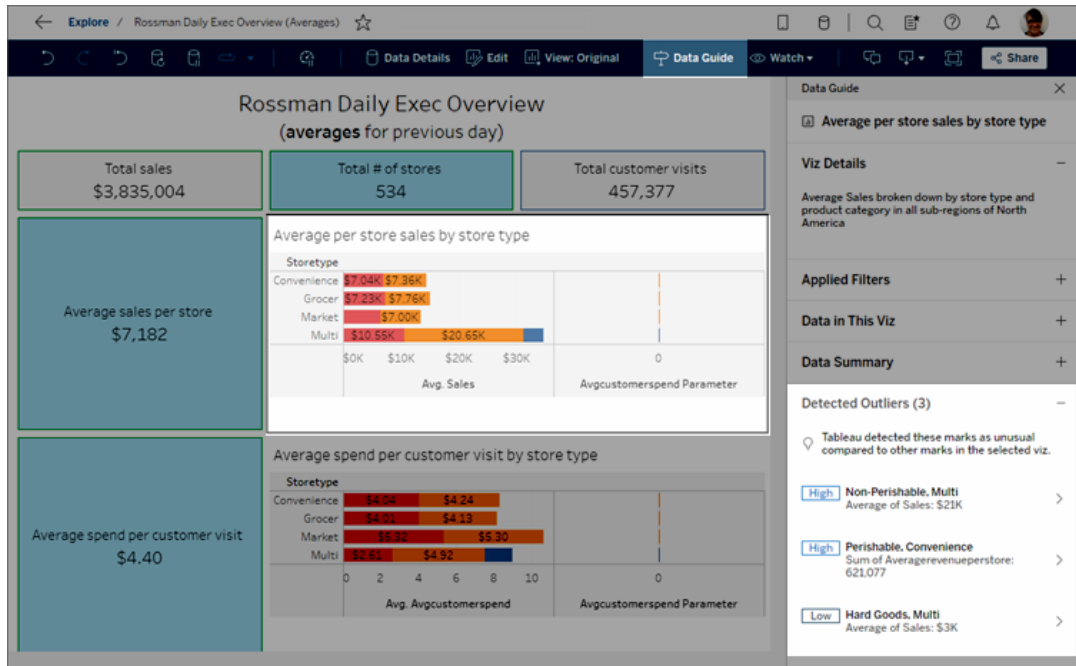 Explore / Rossman Daily Exec Overview (Averages)
Data Details Edit View: Original Data Guide Watch Share
Rossman Daily Exec Overview
(averages for previous day)
Total sales
$3,835,004
Total # of stores
534
Total customer visits
457,377
Average sales per store
$7,182
Average per store sales by store type
Storetype
Convenience $7.04K $7.36K
Grocer $7.23K $7.76K
Market $7.00K
Multi $10.55K $20.65K
$0K $10K $20K $30K 0
Avg. Sales Avgcustomerspend Parameter
Average spend per customer visit
$4.40
Average spend per customer visit by store type
Storetype
Convenience $4.04 $4.24
Grocer $4.01 $4.13
Market $5.32 $5.30
Multi $2.61 $4.92
0 2 4 6 8 10 0
Avg. Avgcustomerspend Avgcustomerspend Parameter
Data Guide
Average per store sales by store type
Viz Details
Average Sales broken down by store type and
product category in all sub-regions of North
America
Applied Filters
Data in This Viz
Data Summary
Detected Outliers (3)
Tableau detected these marks as unusual
compared to other marks in the selected viz.
High Non-Perishable, Multi
Average of Sales: $21K
High Perishable, Convenience
Sum of Averagerevenueperstore:
621,077
Low Hard Goods, Multi
Average of Sales: $3K